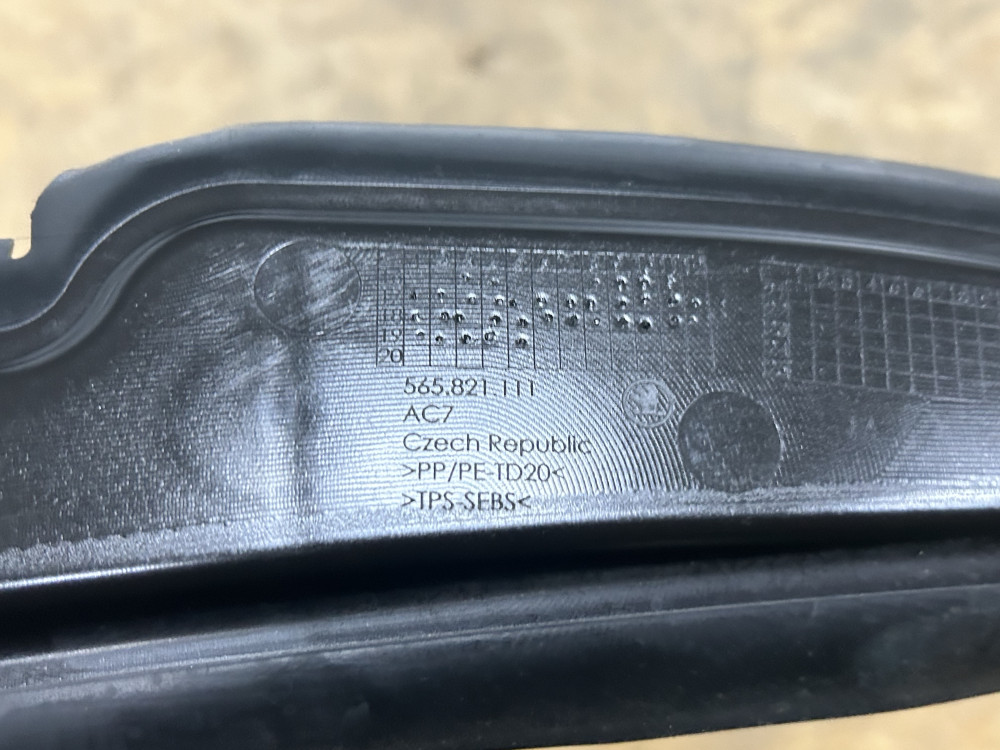 18
19
20
565.821.111
AC7
Czech Republic
>PP/PE-TD20<
>TPS-SEBS<